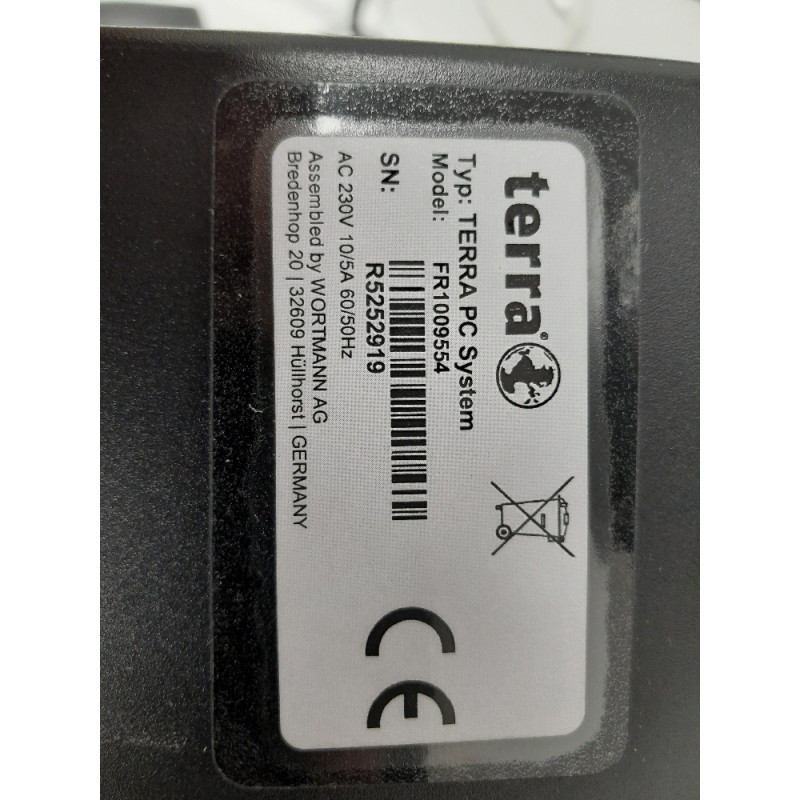 terra®
Typ: TERRA PC System
Model: FR1009554
SN: R5252919
AC 230V 10/5A 60/50Hz
Assembled by WORTMANN AG
Bredenhop 20 | 32609 Hüllhorst | GERMANY
CE